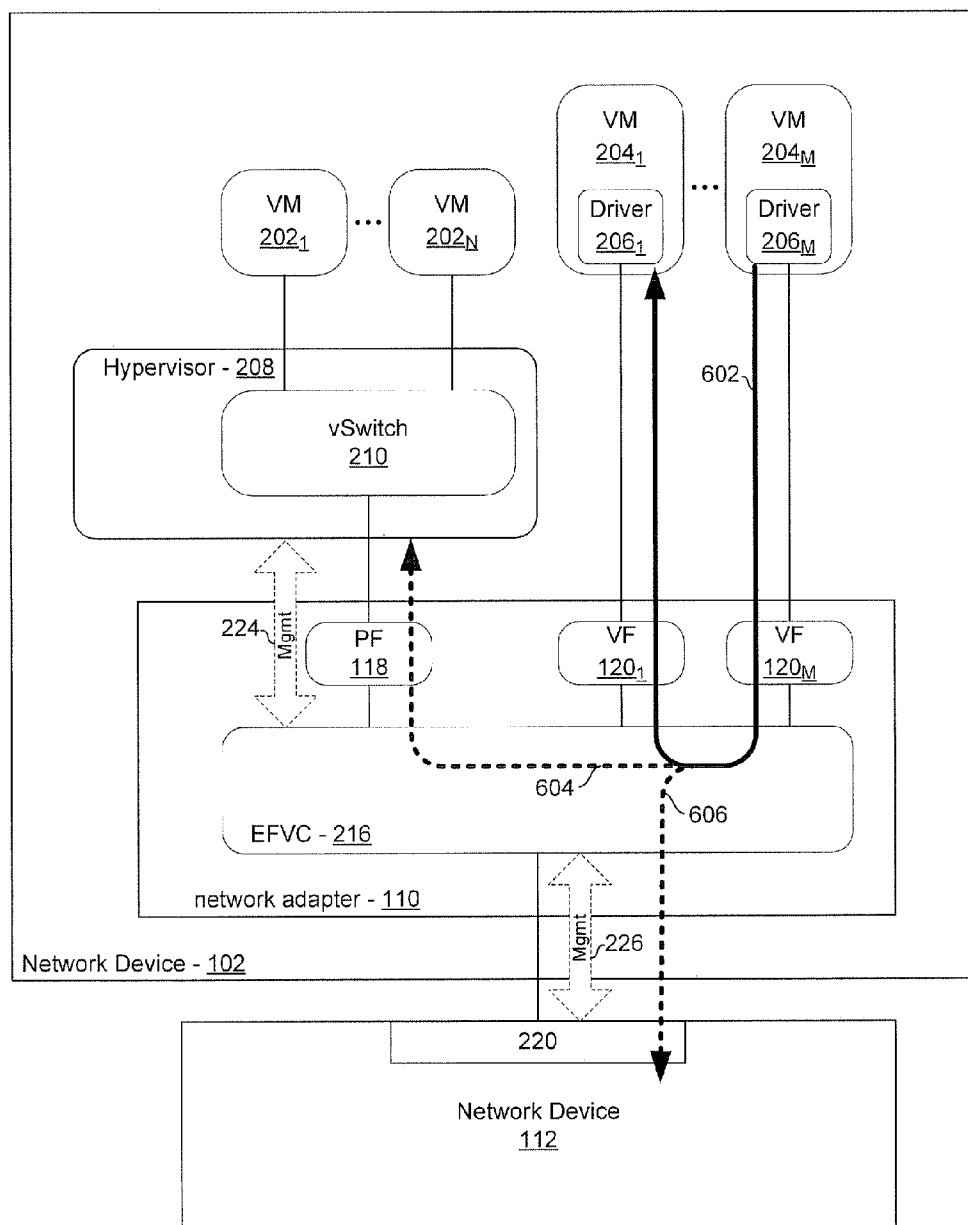 VM
204₁
VM
204M
...
Driver
206₁
Driver
206M
VM
202₁
...
VM
202N
Hypervisor - 208
602
vSwitch
210
224
Mgmt
PF
118
VF
120₁
VF
120M
604
606
EFVC - 216
network adapter - 110
Mgmt
226
Network Device - 102
220
Network Device
112